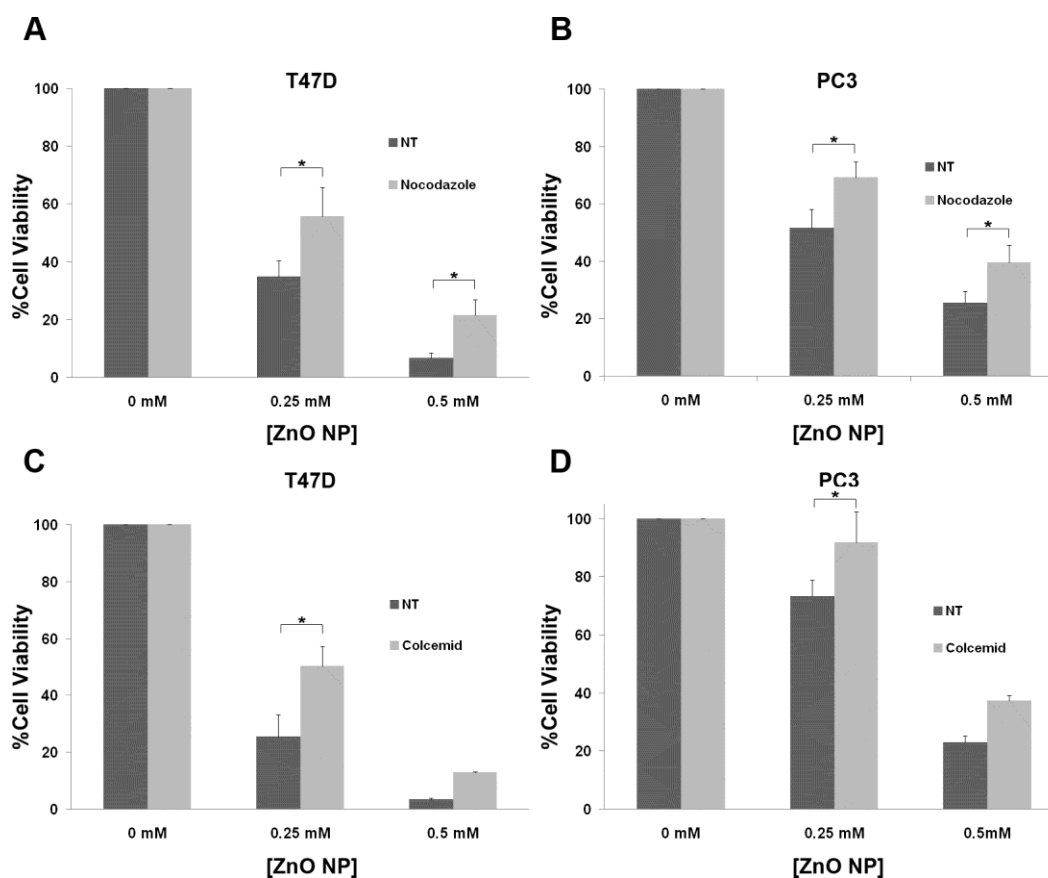 A
T47D
%Cell Viability
100
80
60
40
20
0
*
*
NT
Nocodazole
0 mM
0.25 mM
0.5 mM
[ZnO NP]
B
PC3
%Cell Viability
100
80
60
40
20
0
*
*
NT
Nocodazole
0 mM
0.25 mM
0.5 mM
[ZnO NP]
C
T47D
%Cell Viability
100
80
60
40
20
0
*
NT
Colcemid
0 mM
0.25 mM
0.5 mM
[ZnO NP]
D
PC3
%Cell Viability
100
80
60
40
20
0
*
NT
Colcemid
0 mM
0.25 mM
0.5mM
[ZnO NP]